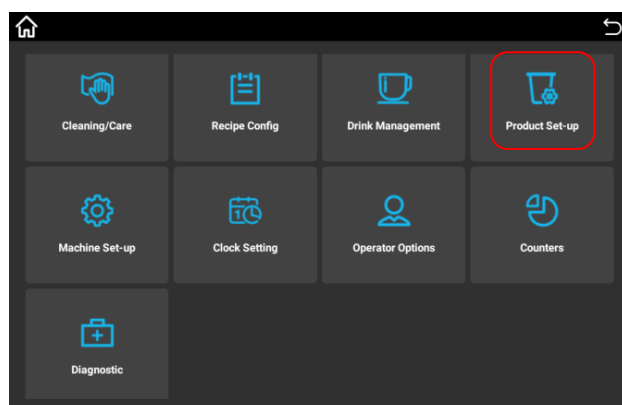 Cleaning/Care
Recipe Config
Drink Management
Product Set-up
Machine Set-up
Clock Setting
Operator Options
Counters
Diagnostic